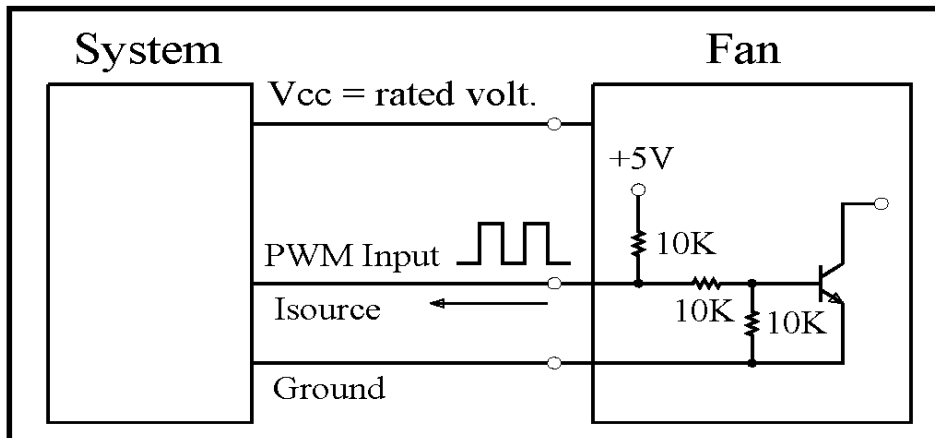 System
Fan
Vcc = rated volt.
+5V
10K
PWM Input
10K
10K
Isource
Ground